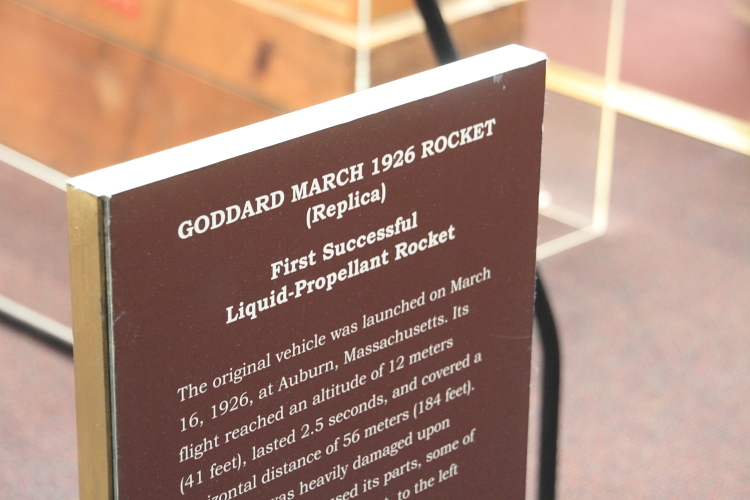 GODDARD MARCH 1926 ROCKET
(Replica)
First Successful
Liquid-Propellant Rocket
The original vehicle was launched on March
16, 1926, at Auburn, Massachusetts. Its
flight reached an altitude of 12 meters
(41 feet), lasted 2.5 seconds, and covered a
distance of 56 meters (184 feet).
was heavily damaged upon
its parts, some of
to the left